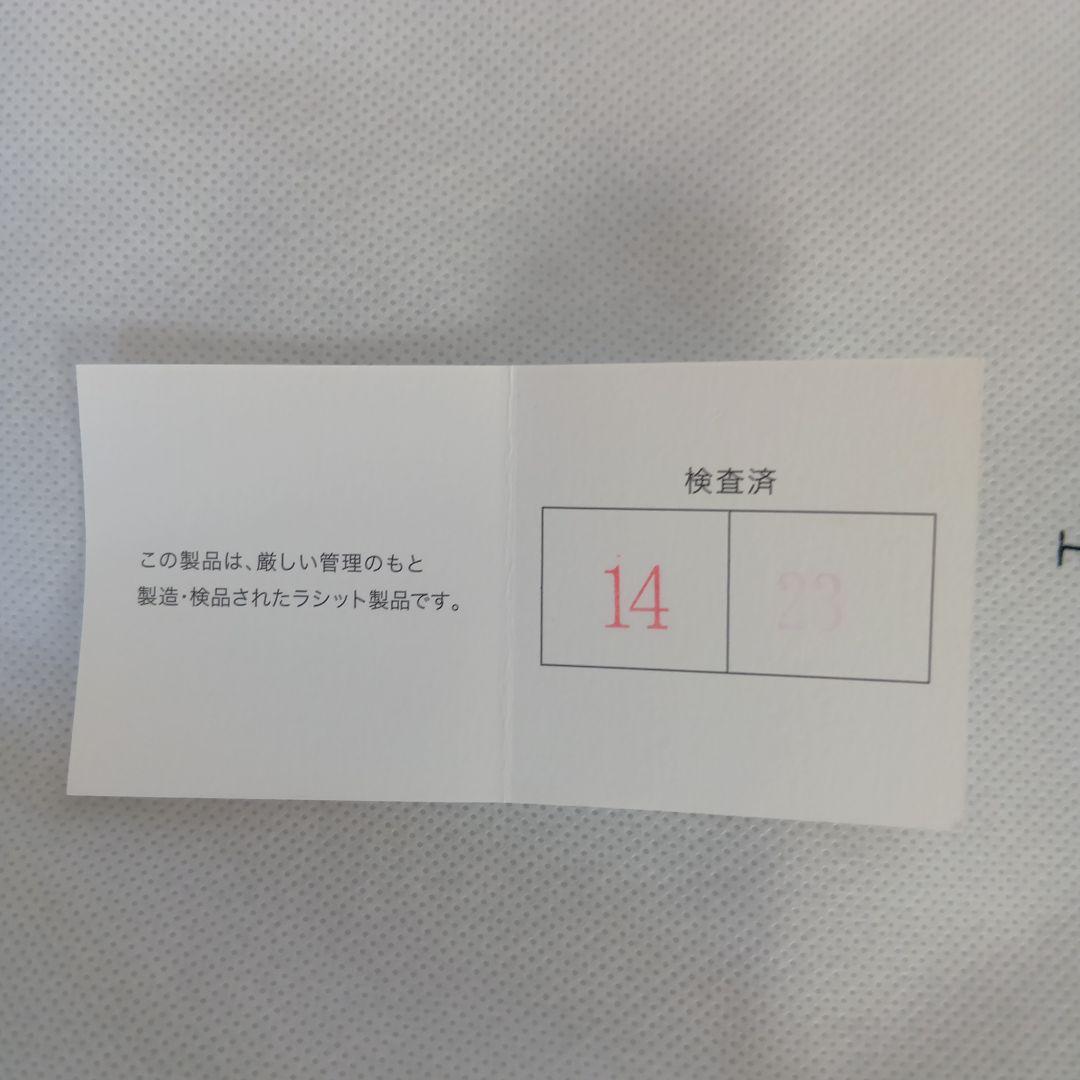 この製品は、厳しい管理のもと
製造・検品されたラシット製品です。
検査済
14 23